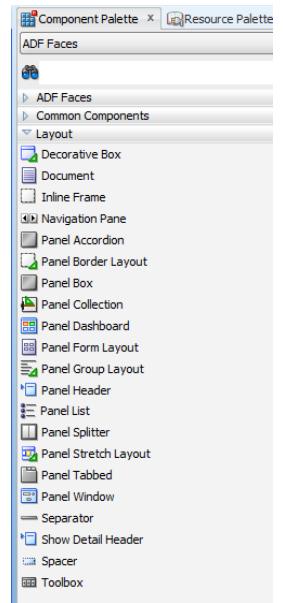 Component Palette x Resource Palette
ADF Faces
ADF Faces
Common Components
Layout
Decorative Box
Document
Inline Frame
Navigation Pane
Panel Accordion
Panel Border Layout
Panel Box
Panel Collection
Panel Dashboard
Panel Form Layout
Panel Group Layout
Panel Header
Panel List
Panel Splitter
Panel Stretch Layout
Panel Tabbed
Panel Window
Separator
Show Detail Header
Spacer
Toolbox